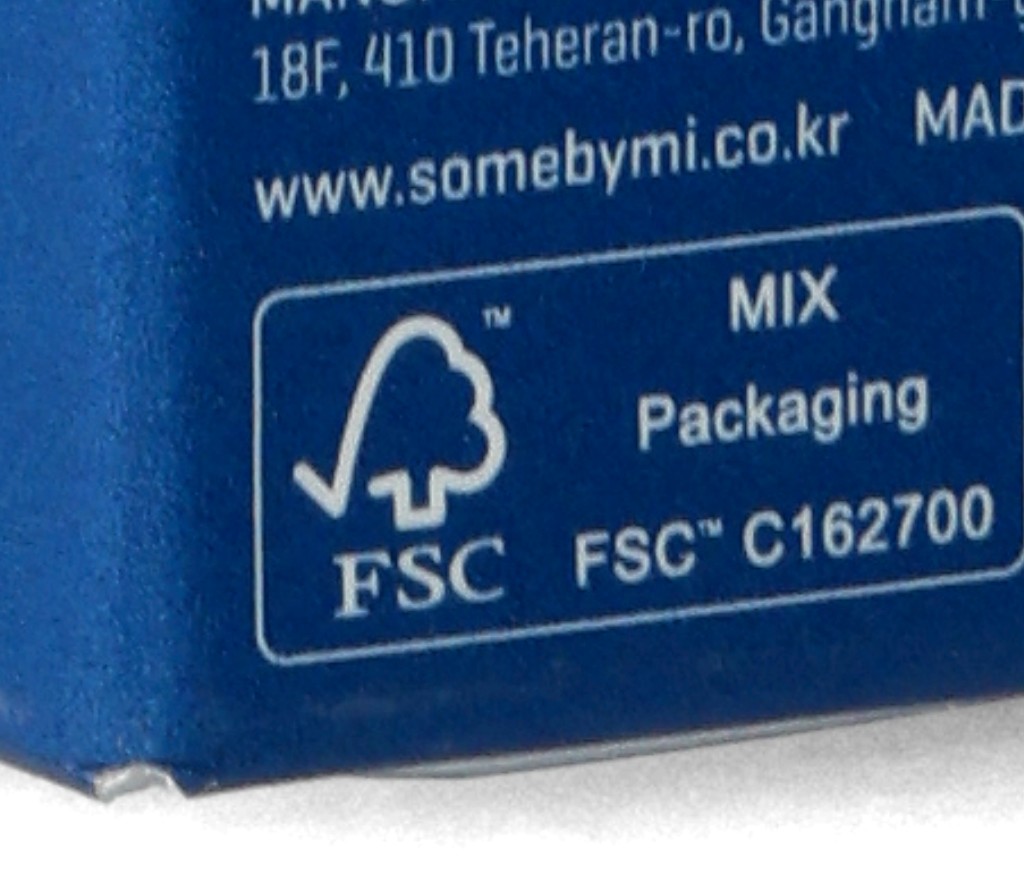 18F, 410 Teheran-ro, Gangnam-g
www.somebymi.co.kr MAD
™
MIX
Packaging
FSC™ C162700
FSC